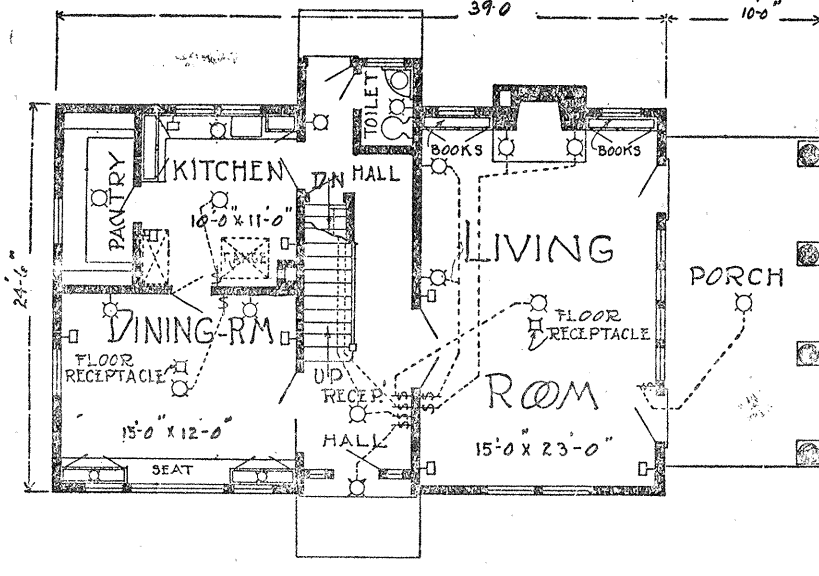 39-0
10-0"
TOILET
BOOKS
BOOKS
KITCHEN
DN
HALL
PANTRY
10-0" X 11'-0"
LIVING
RANGE
PORCH
24'-6"
$
DINING-RM
FLOOR
RECEPTACLE
FLOOR
RECEPTACLE
UP
RECEP.
ROOM
HALL
15-0" X 12-0"
15'-0 X 23'-0"
SEAT